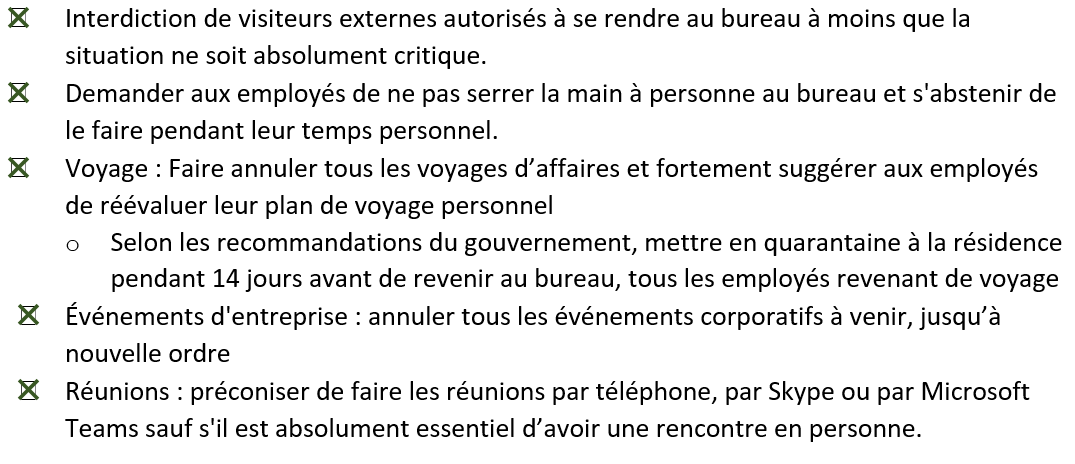 ☒ Interdiction de visiteurs externes autorisés à se rendre au bureau à moins que la
situation ne soit absolument critique.
☒ Demander aux employés de ne pas serrer la main à personne au bureau et s'abstenir de
le faire pendant leur temps personnel.
☒ Voyage : Faire annuler tous les voyages d’affaires et fortement suggérer aux employés
de réévaluer leur plan de voyage personnel
o Selon les recommandations du gouvernement, mettre en quarantaine à la résidence
pendant 14 jours avant de revenir au bureau, tous les employés revenant de voyage
☒ Événements d'entreprise : annuler tous les événements corporatifs à venir, jusqu’à
nouvelle ordre
☒ Réunions : préconiser de faire les réunions par téléphone, par Skype ou par Microsoft
Teams sauf s'il est absolument essentiel d’avoir une rencontre en personne.